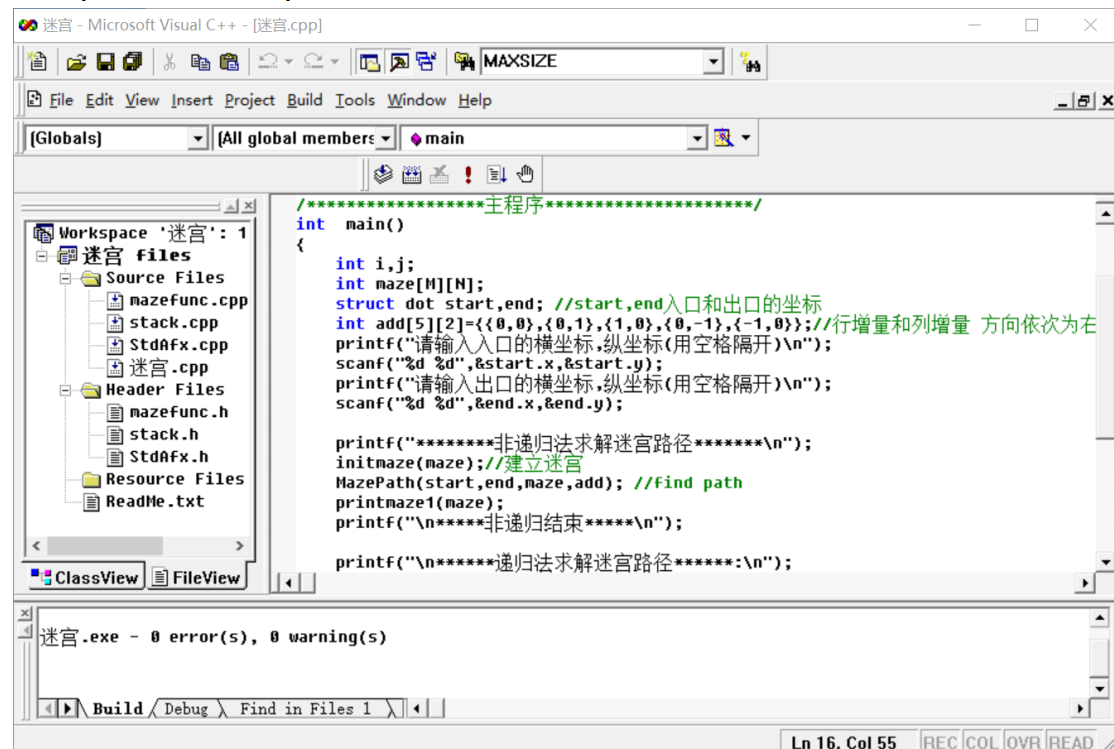 迷宫 - Microsoft Visual C++ - [迷宫.cpp]
MAXSIZE
File Edit View Insert Project Build Tools Window Help
(Globals) (All global members main
Workspace '迷宫': 1
迷宫 files
Source Files
mazefunc.cpp
stack.cpp
StdAfx.cpp
迷宫.cpp
Header Files
mazefunc.h
stack.h
StdAfx.h
Resource Files
ReadMe.txt
ClassView FileView
/******************主程序*********************/
int  main()
{
    int i,j;
    int maze[M][N];
    struct dot start,end; //start,end入口和出口的坐标
    int add[5][2]={{0,0},{0,1},{1,0},{0,-1},{-1,0}};//行增量和列增量 方向依次为右
    printf("请输入入口的横坐标,纵坐标(用空格隔开)\n");
    scanf("%d %d",&start.x,&start.y);
    printf("请输入出口的横坐标,纵坐标(用空格隔开)\n");
    scanf("%d %d",&end.x,&end.y);
    printf("********非递归法求解迷宫路径*******\n");
    initmaze(maze);//建立迷宫
    MazePath(start,end,maze,add); //find path
    printmaze1(maze);
    printf("\n*****非递归结束*****\n");
    printf("\n******递归法求解迷宫路径******:\n");
迷宫.exe - 0 error(s), 0 warning(s)
Build Debug Find in Files 1
Ln 16, Col 55 REC COL OVR READ